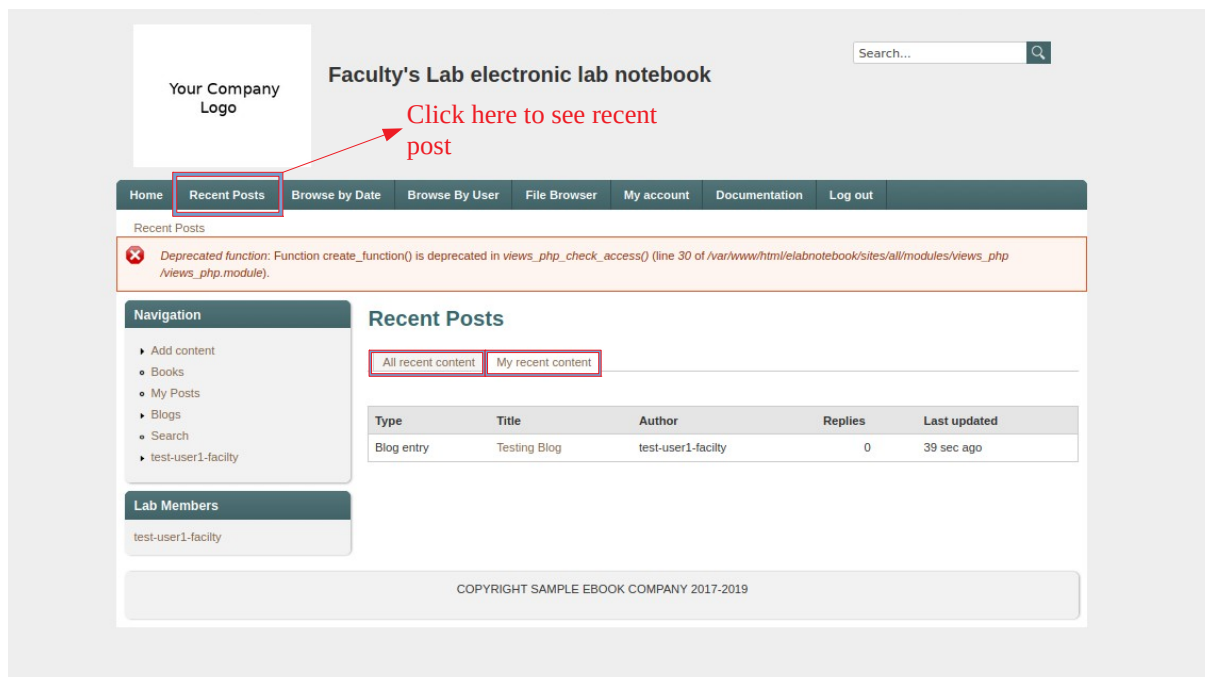 Your Company
Logo
Faculty's Lab electronic lab notebook
Search...
Click here to see recent
post
Home Recent Posts Browse by Date Browse By User File Browser My account Documentation Log out
Recent Posts
Deprecated function: Function create_function() is deprecated in views_php_check_access() (line 30 of /var/www/html/elabnotebook/sites/all/modules/views_php
/views_php.module).
Navigation
Add content
Books
My Posts
Blogs
Search
test-user1-facilty
Lab Members
test-user1-facilty
Recent Posts
All recent content My recent content
Type Title Author Replies Last updated
Blog entry Testing Blog test-user1-facilty 0 39 sec ago
COPYRIGHT SAMPLE EBOOK COMPANY 2017-2019